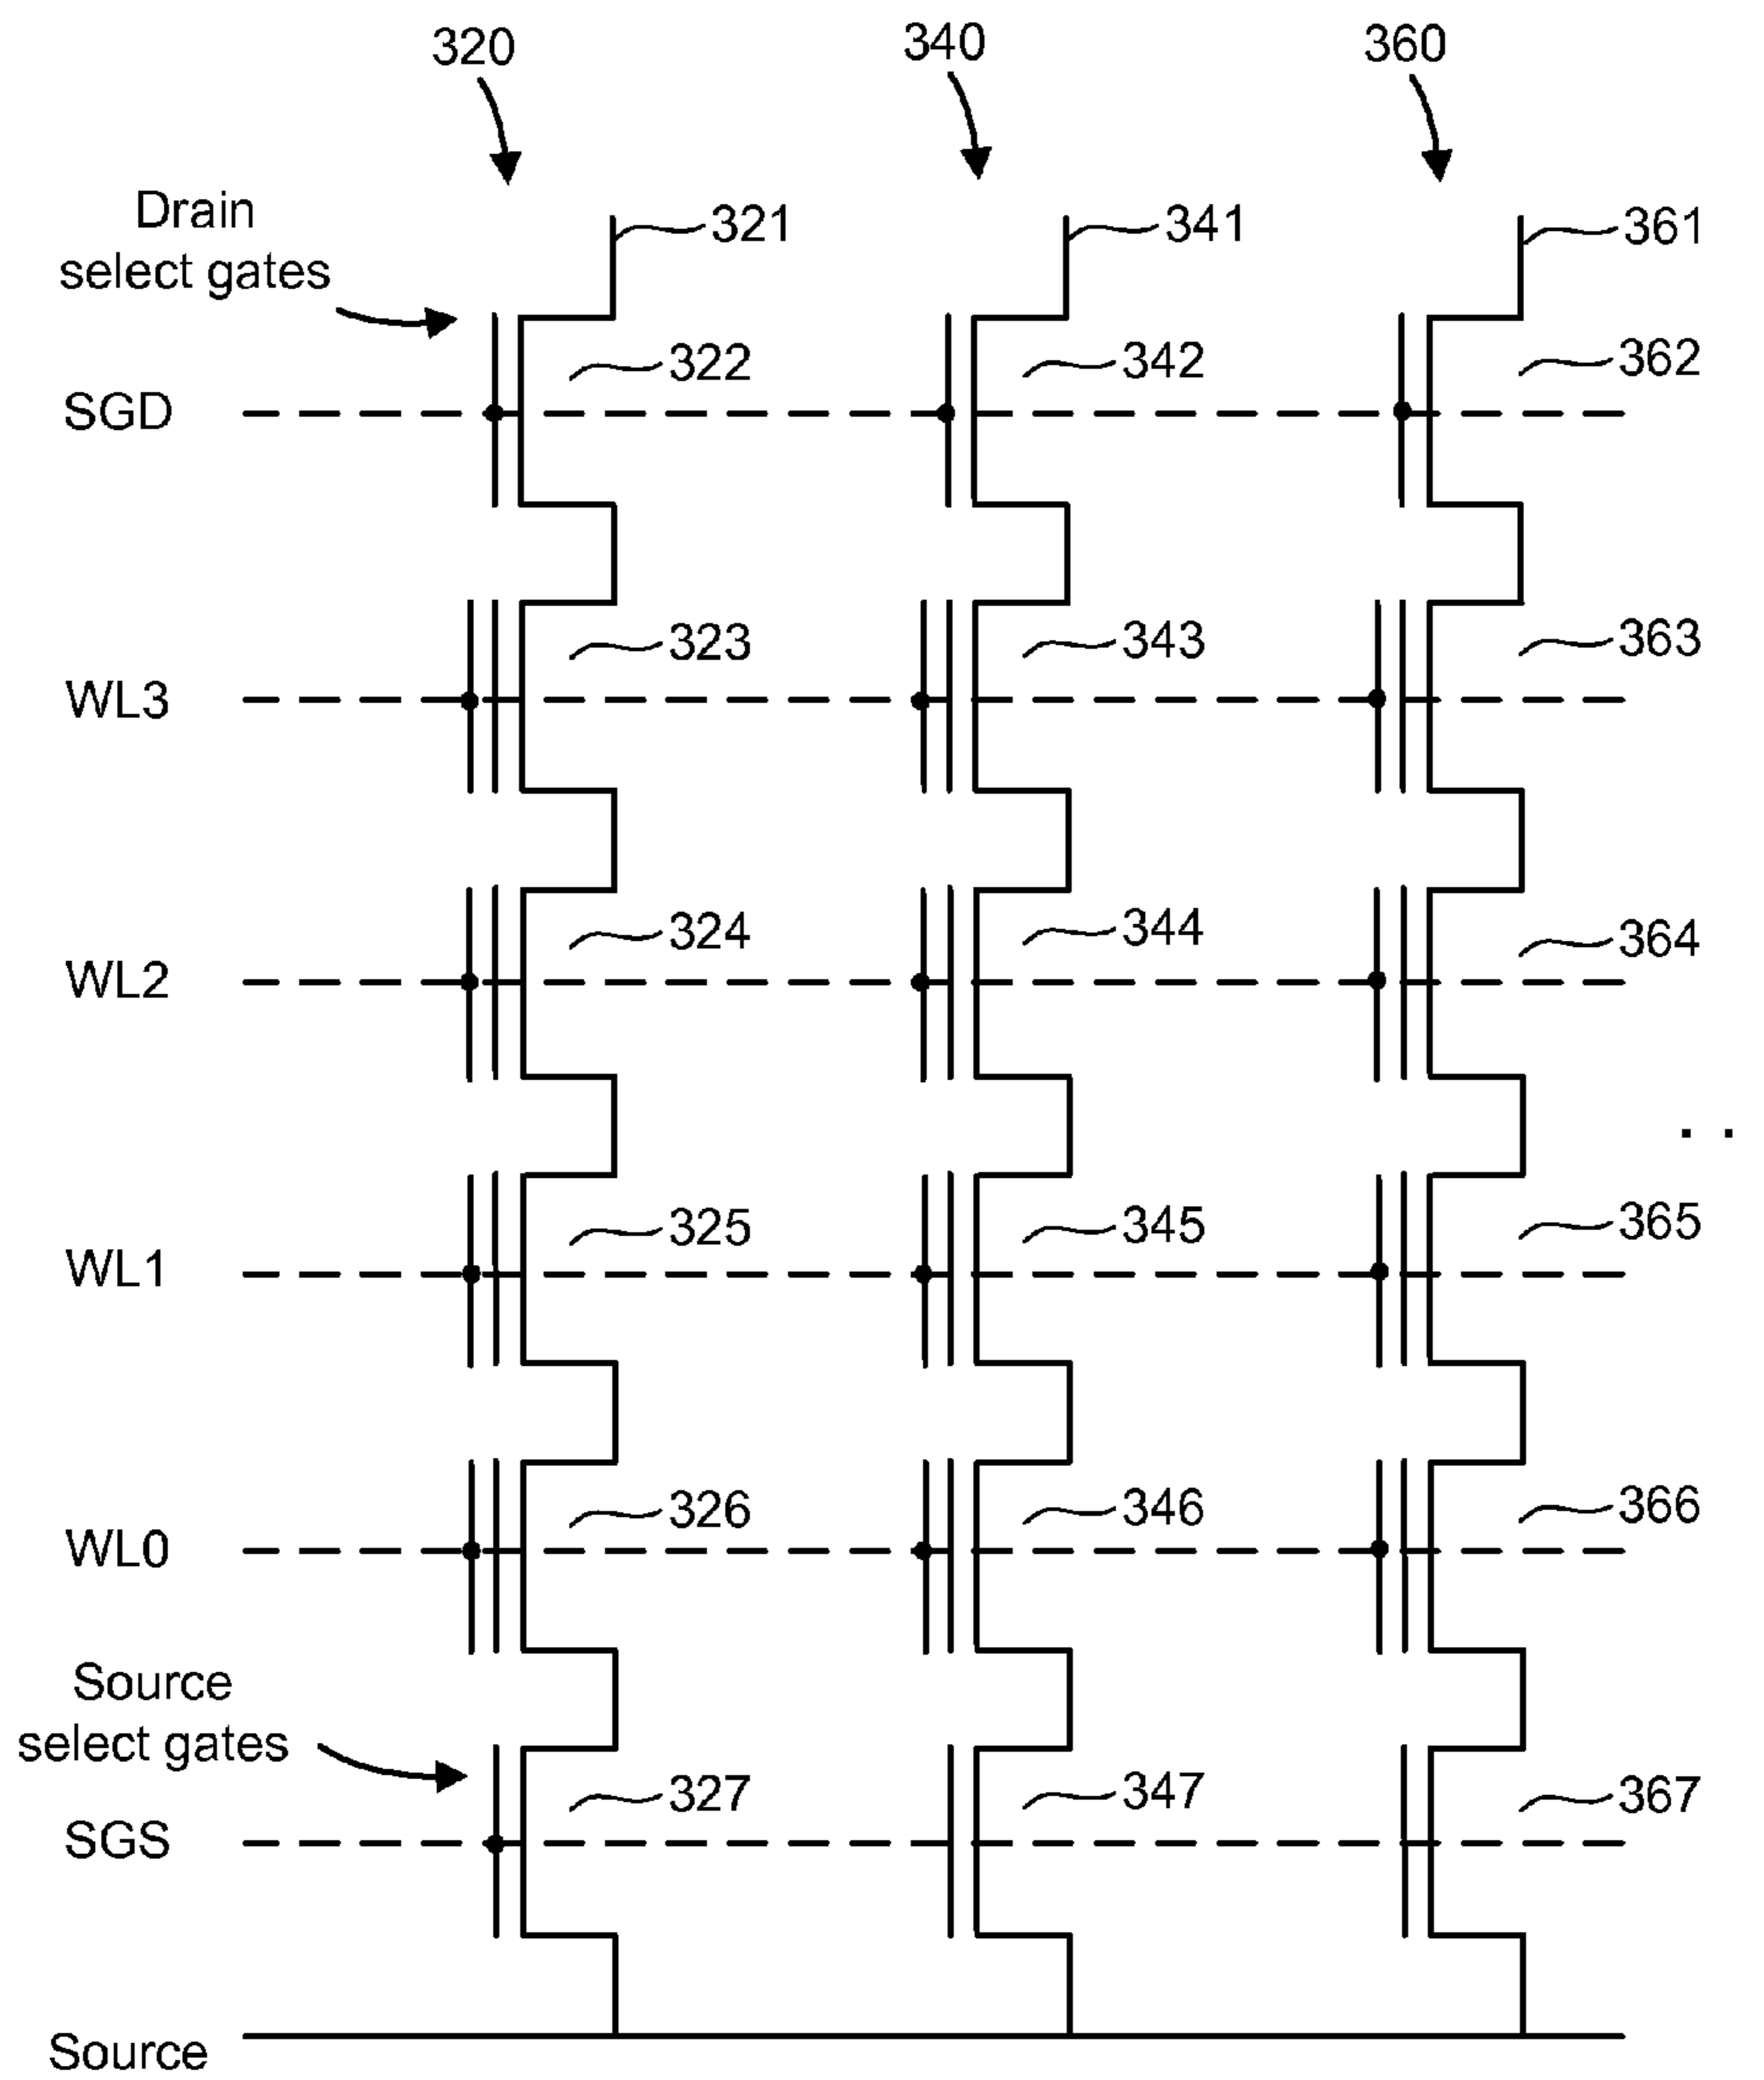 320 340 360
Drain
select gates
321 341 361
322 342 362
SGD
323 343 363
WL3
324 344 364
WL2
. .
325 345 365
WL1
326 346 366
WL0
Source
select gates
327 347 367
SGS
Source